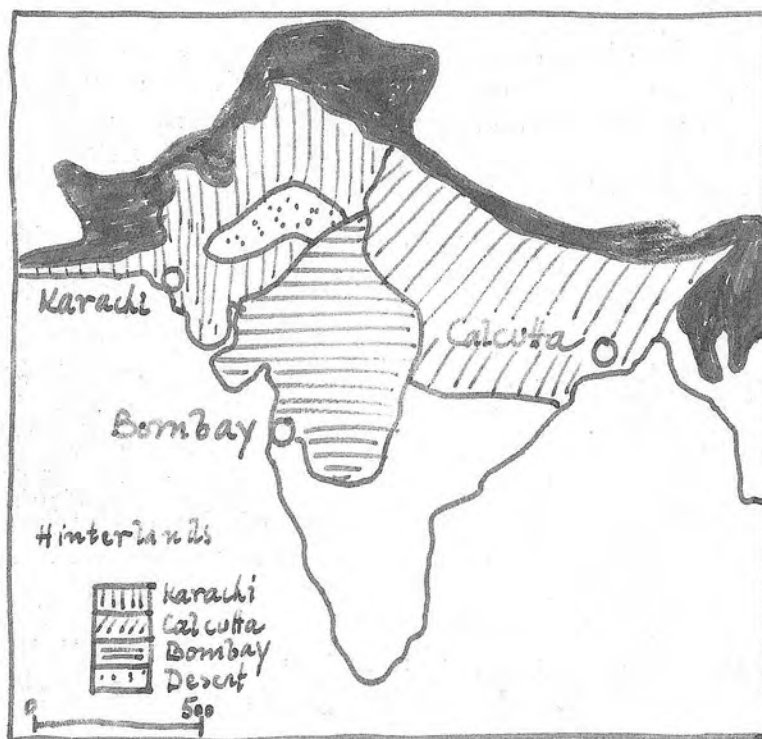 Karachi
Calcutta
Bombay
Hinterlands
Karachi
Calcutta
Bombay
Desert
0 500